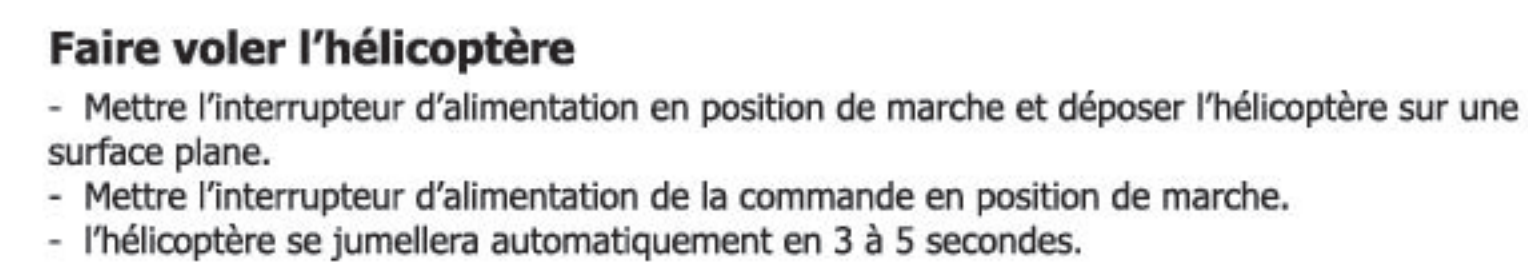 Faire voler l’hélicoptère
- Mettre l’interrupteur d’alimentation en position de marche et déposer l’hélicoptère sur une
surface plane.
- Mettre l’interrupteur d’alimentation de la commande en position de marche.
- l’hélicoptère se jumellera automatiquement en 3 à 5 secondes.